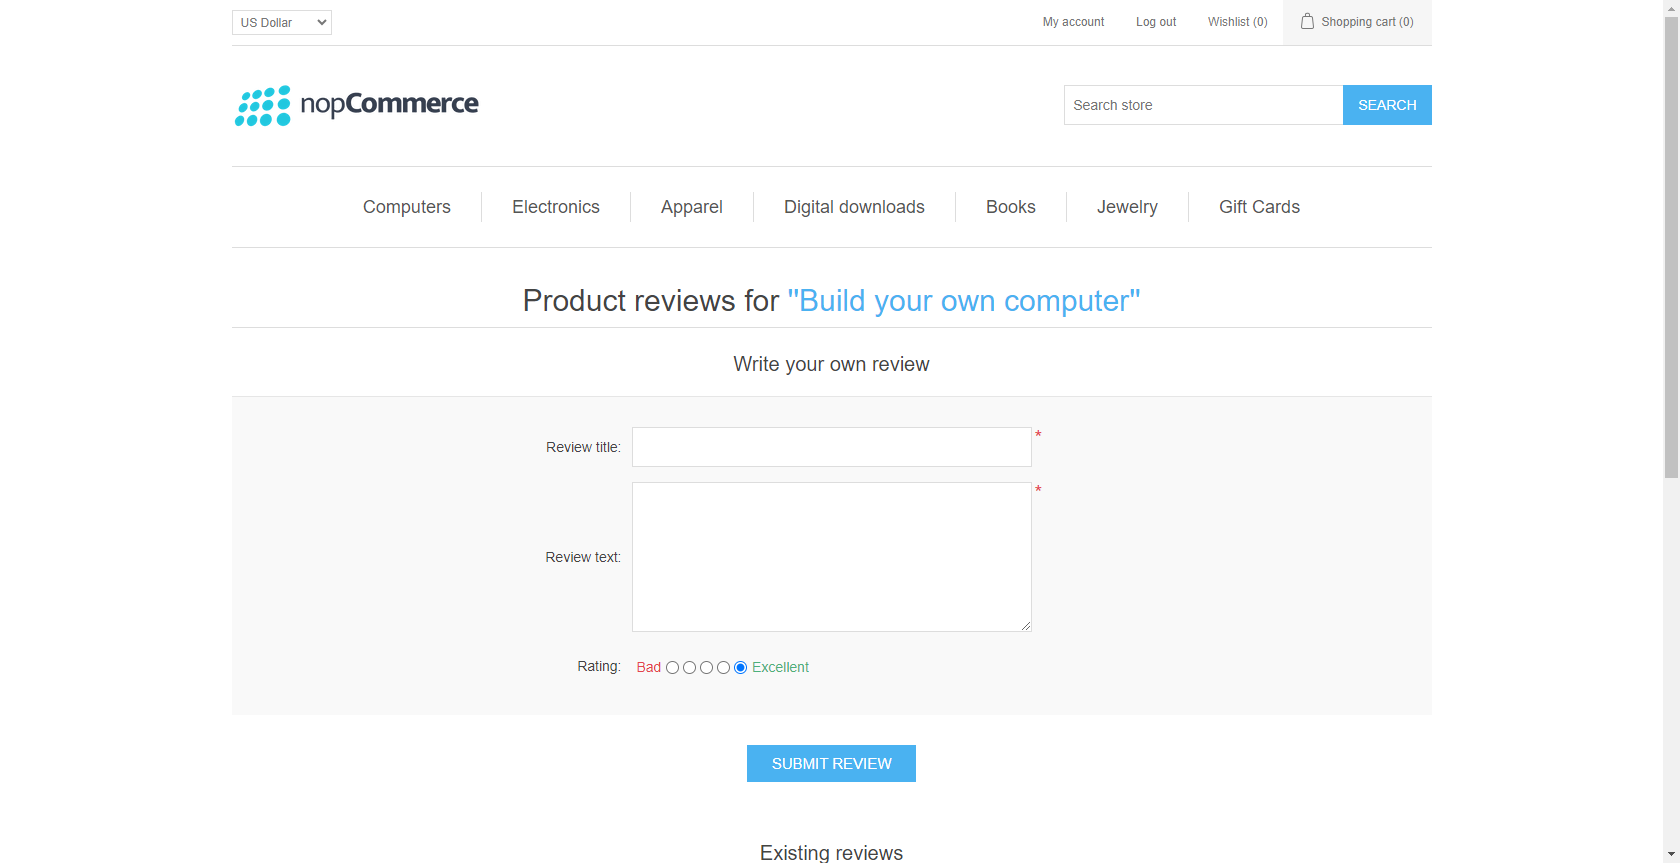 US Dollar
My account
Log out
Wishlist (0)
Shopping cart (0)
nopCommerce
Search store
SEARCH
Computers
Electronics
Apparel
Digital downloads
Books
Jewelry
Gift Cards
Product reviews for "Build your own computer"
Write your own review
Review title:
*
*
Review text:
Rating:
Bad
Excellent
SUBMIT REVIEW
Existing reviews